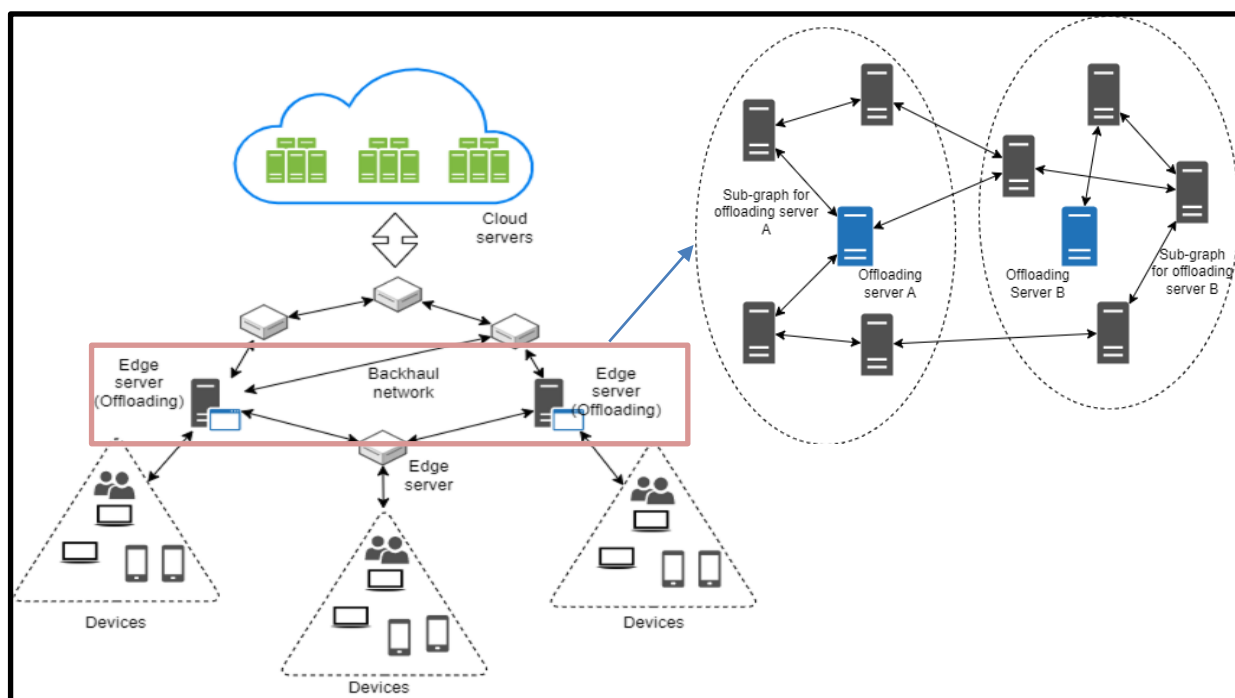 Cloud
servers
Edge
server
(Offloading)
Backhaul
network
Edge
server
(Offloading)
Edge
server
Devices
Devices
Devices
Sub-graph for
offloading server
A
Offloading
server A
Offloading
Server B
Sub-graph
for offloading
server B